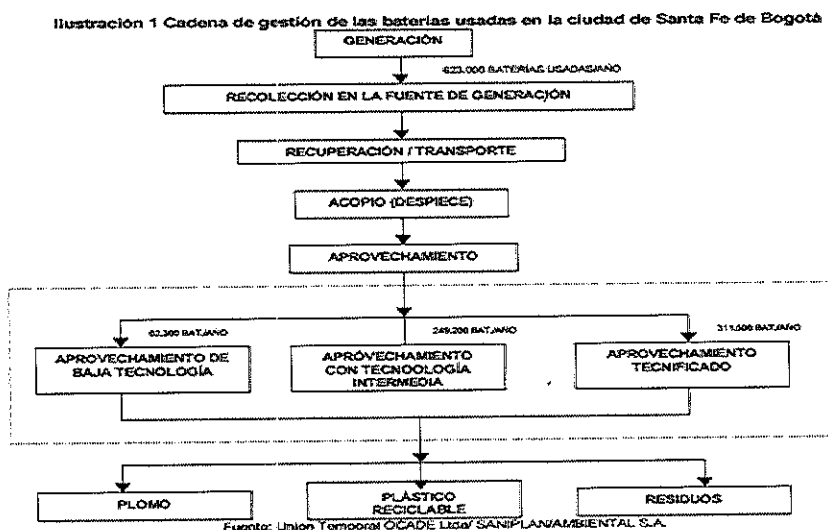 Ilustración 1 Cadena de gestión de las baterías usadas en la ciudad de Santa Fe de Bogotá
GENERACIÓN
623.000 BATERÍAS USADAS/AÑO
RECOLECCIÓN EN LA FUENTE DE GENERACIÓN
RECUPERACIÓN / TRANSPORTE
ACOPIO (DESPIECE)
APROVECHAMIENTO
62.300 BAT./AÑO
249.200 BAT./AÑO
311.500 BAT./AÑO
APROVECHAMIENTO DE
BAJA TECNOLOGÍA
APROVECHAMIENTO
CON TECNOOLOGÍA
INTERMEDIA
APROVECHAMIENTO
TECNIFICADO
PLOMO
PLÁSTICO
RECICLABLE
RESIDUOS
Fuente: Unión Temporal OCADE Ltda/ SANIPLAN/AMBIENTAL S.A.